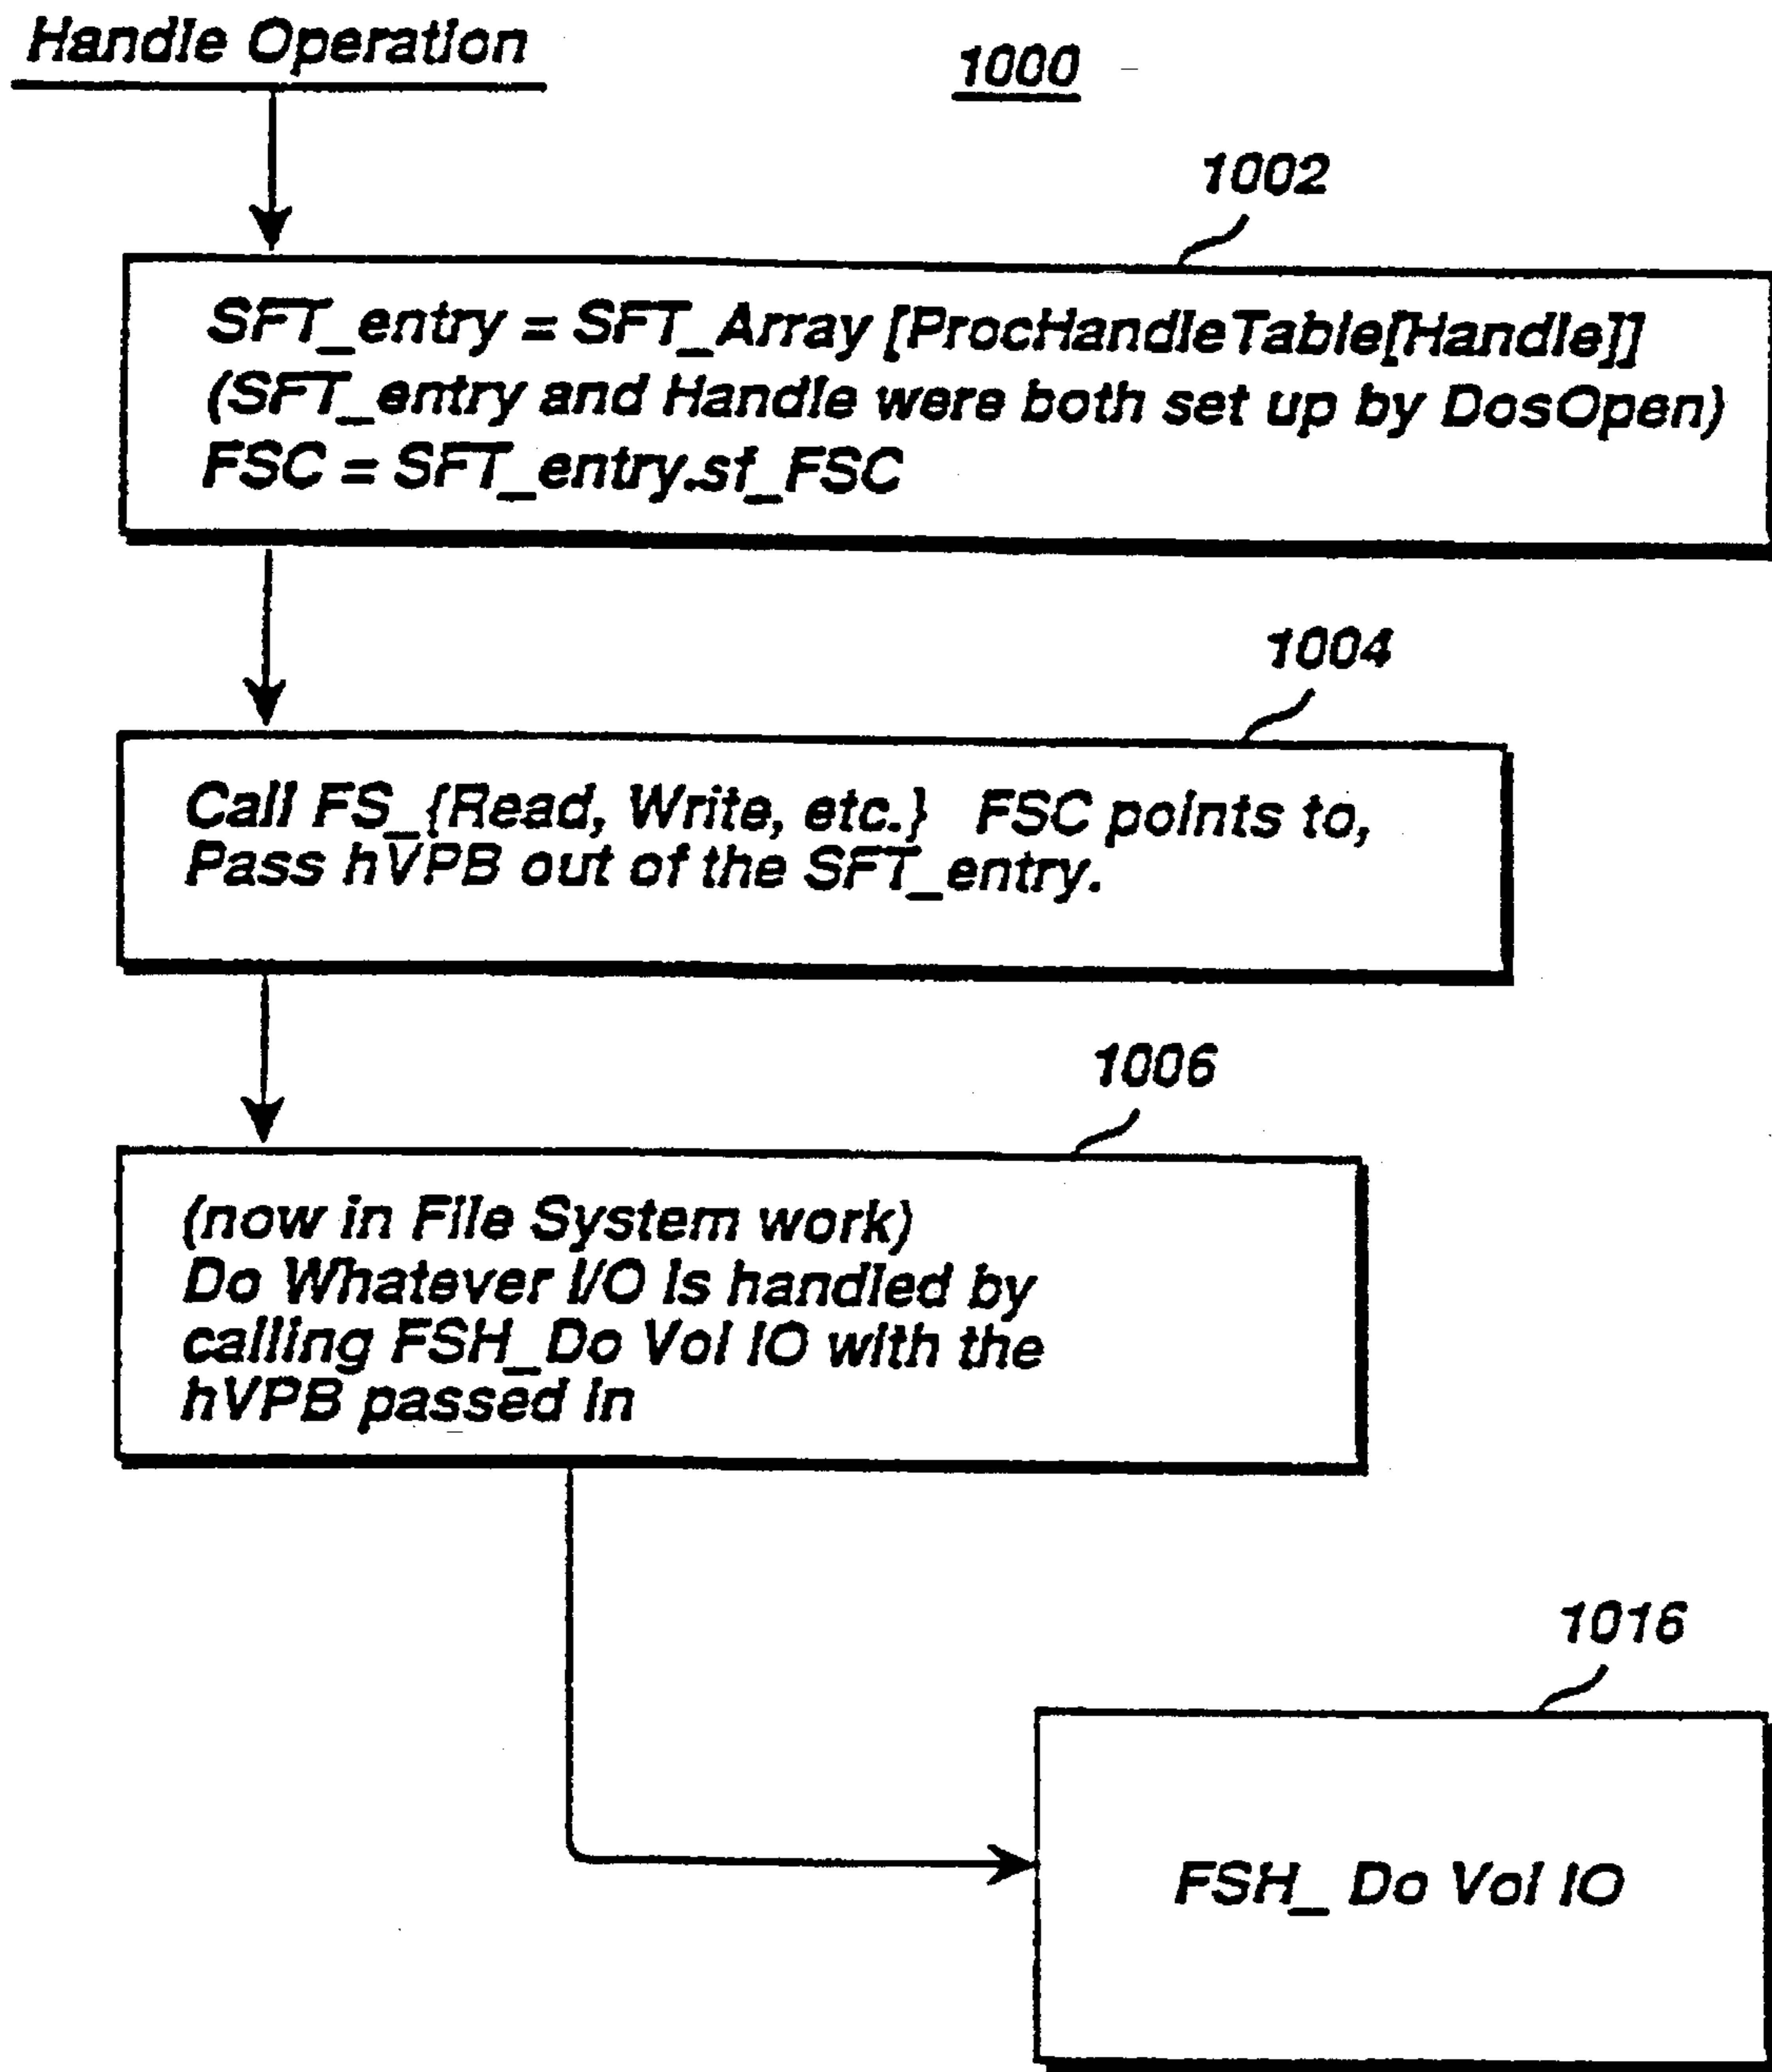 Handle Operation
1000
1002
SFT_entry = SFT_Array [ProcHandleTable[Handle]]
(SFT_entry and Handle were both set up by DosOpen)
FSC = SFT_entry.sf_FSC
1004
Call FS_{Read, Write, etc.} FSC points to,
Pass hVPB out of the SFT_entry.
1006
(now in File System work)
Do Whatever I/O is handled by
calling FSH_Do Vol IO with the
hVPB passed in
1016
FSH_ Do Vol IO